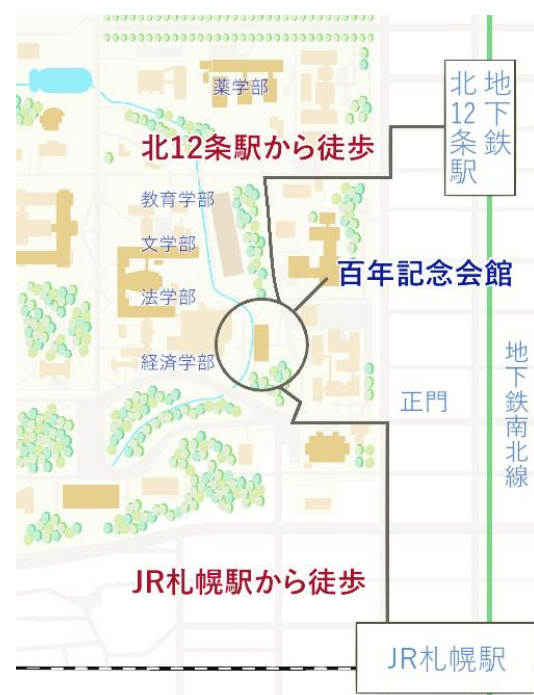 薬学部
地下鉄
北12条駅
北12条駅から徒歩
教育学部
文学部
百年記念会館
法学部
地下鉄南北線
経済学部
正門
JR札幌駅から徒歩
JR札幌駅